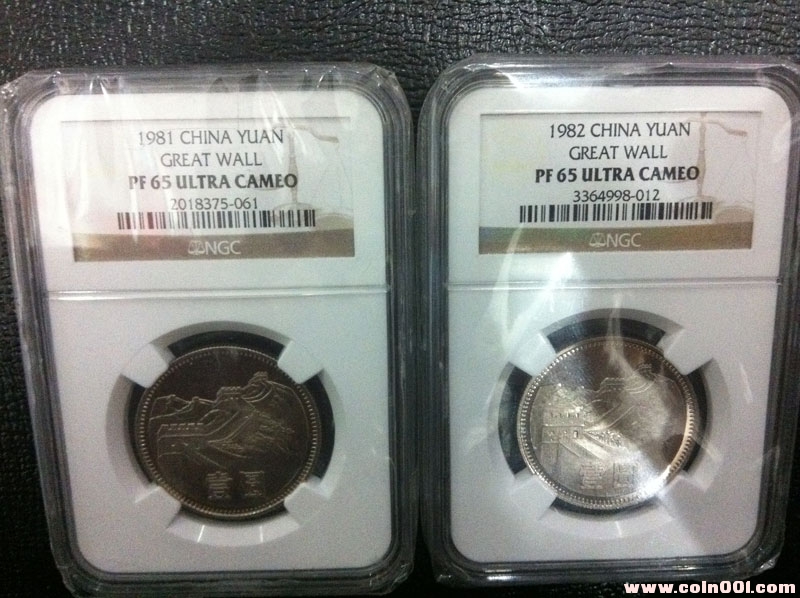 1981 CHINA YUAN
GREAT WALL
PF 65 ULTRA CAMEO
2018375-061
NGC
壹圆
1982 CHINA YUAN
GREAT WALL
PF 65 ULTRA CAMEO
3364998-012
NGC
壹圆
www.coin001.com